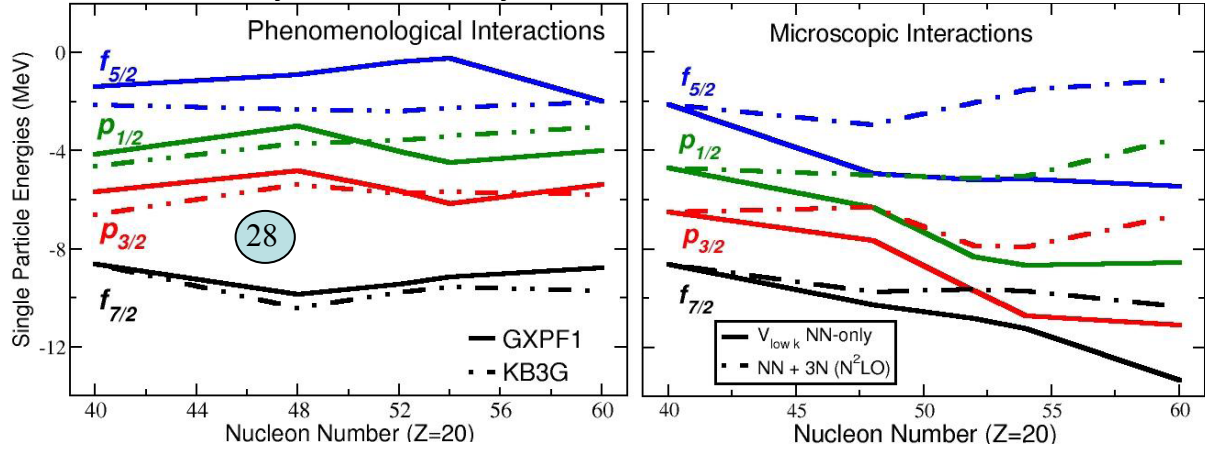 Phenomenological Interactions
Single Particle Energies (MeV)
0
-4
-8
-12
f5/2
p1/2
p3/2
f7/2
28
GXPF1
KB3G
40 44 48 52 56 60
Nucleon Number (Z=20)
Microscopic Interactions
f5/2
p1/2
p3/2
f7/2
Vlow k NN-only
NN + 3N (N²LO)
40 45 50 55 60
Nucleon Number (Z=20)